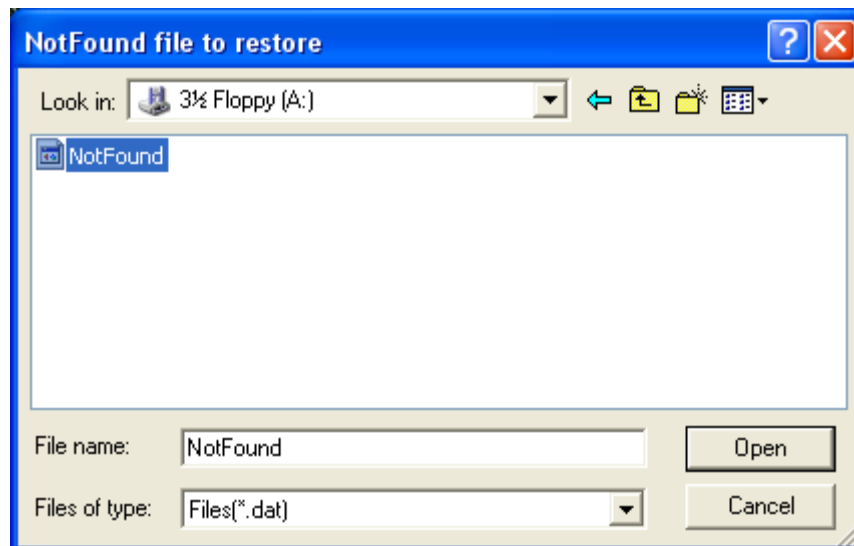 NotFound file to restore
Look in: 3½ Floppy (A:)
NotFound
File name: NotFound
Open
Files of type: Files(*.dat)
Cancel